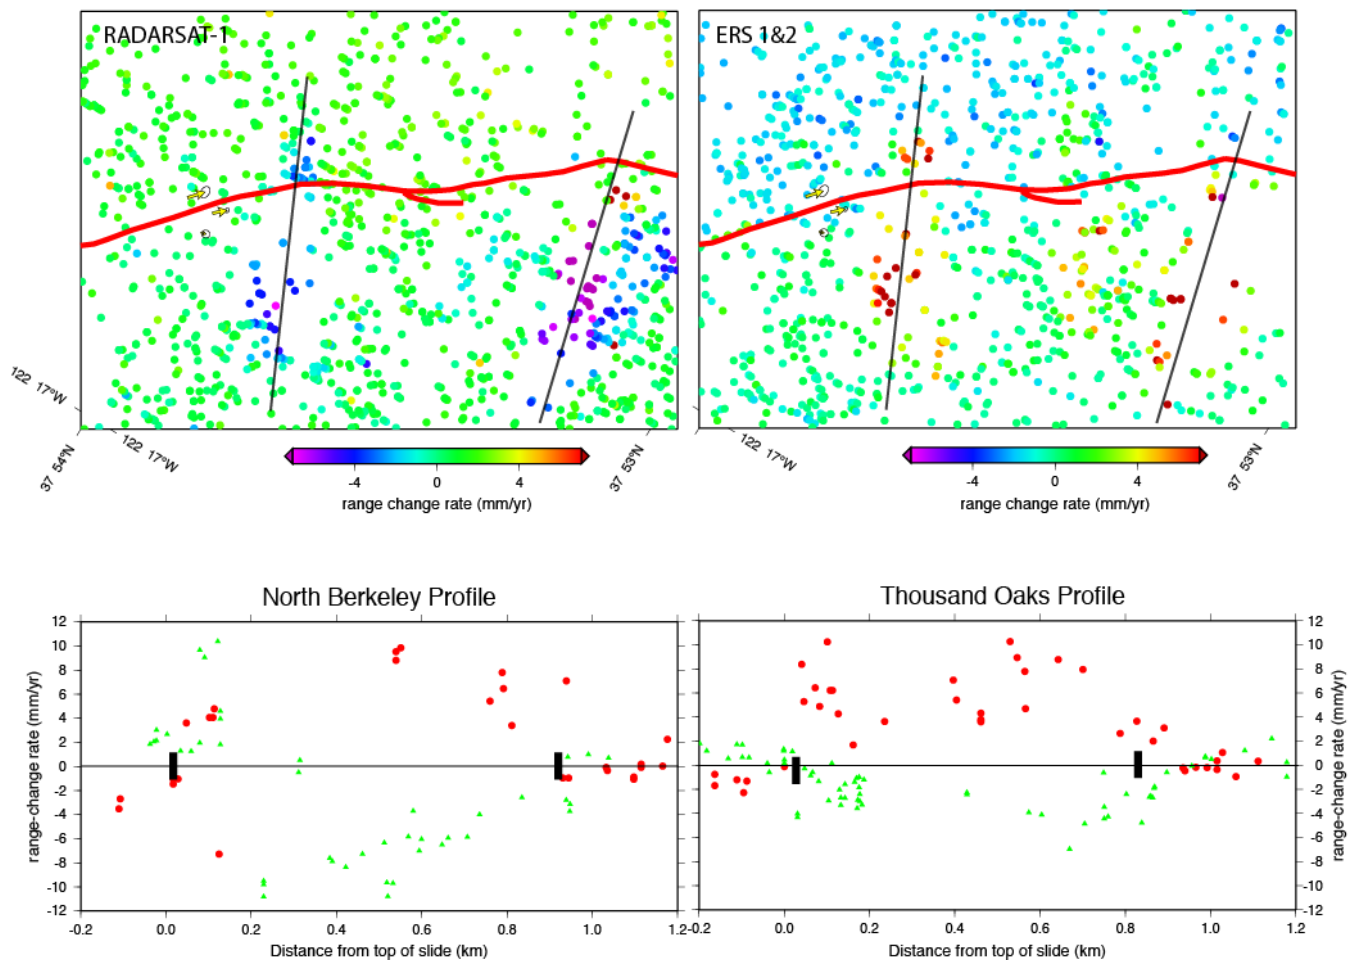 RADARSAT-1
ERS 1&2
122 17°W
122 17°W
37 54°N
37 53°N
-4 0 4
range change rate (mm/yr)
122 17°W
37 53°N
-4 0 4
range change rate (mm/yr)
North Berkeley Profile
12
10
8
6
4
2
0
-2
-4
-6
-8
-10
-12
range-change rate (mm/yr)
-0.2 0.0 0.2 0.4 0.6 0.8 1.0 1.2
Distance from top of slide (km)
Thousand Oaks Profile
12
10
8
6
4
2
0
-2
-4
-6
-8
-10
-12
range-change rate (mm/yr)
-0.2 0.0 0.2 0.4 0.6 0.8 1.0 1.2
Distance from top of slide (km)